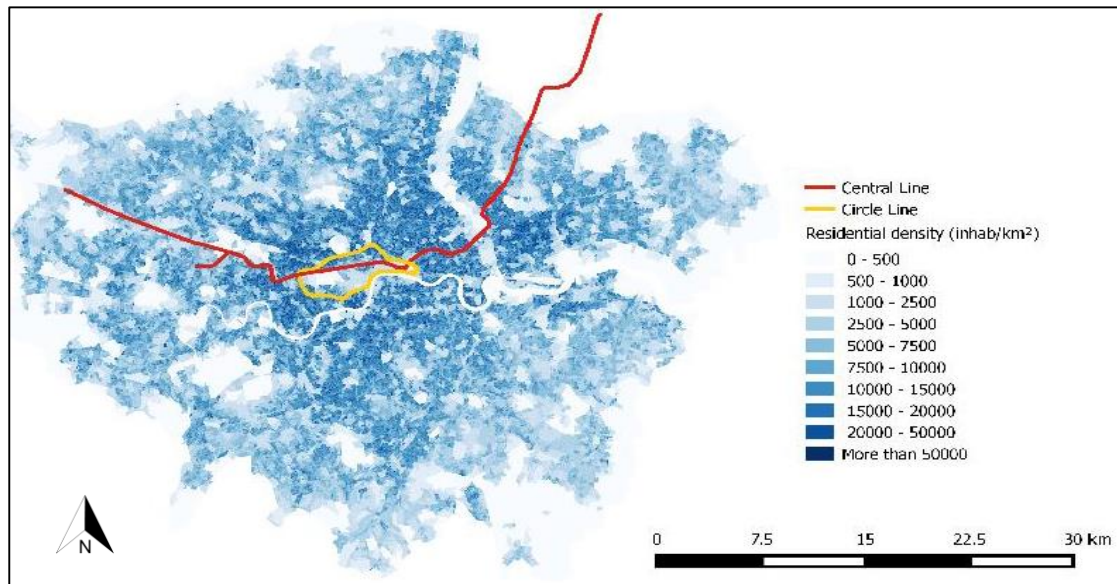 Central Line
Circle Line
Residential density (inhab/km²)
0 - 500
500 - 1000
1000 - 2500
2500 - 5000
5000 - 7500
7500 - 10000
10000 - 15000
15000 - 20000
20000 - 50000
More than 50000
N
0 7.5 15 22.5 30 km